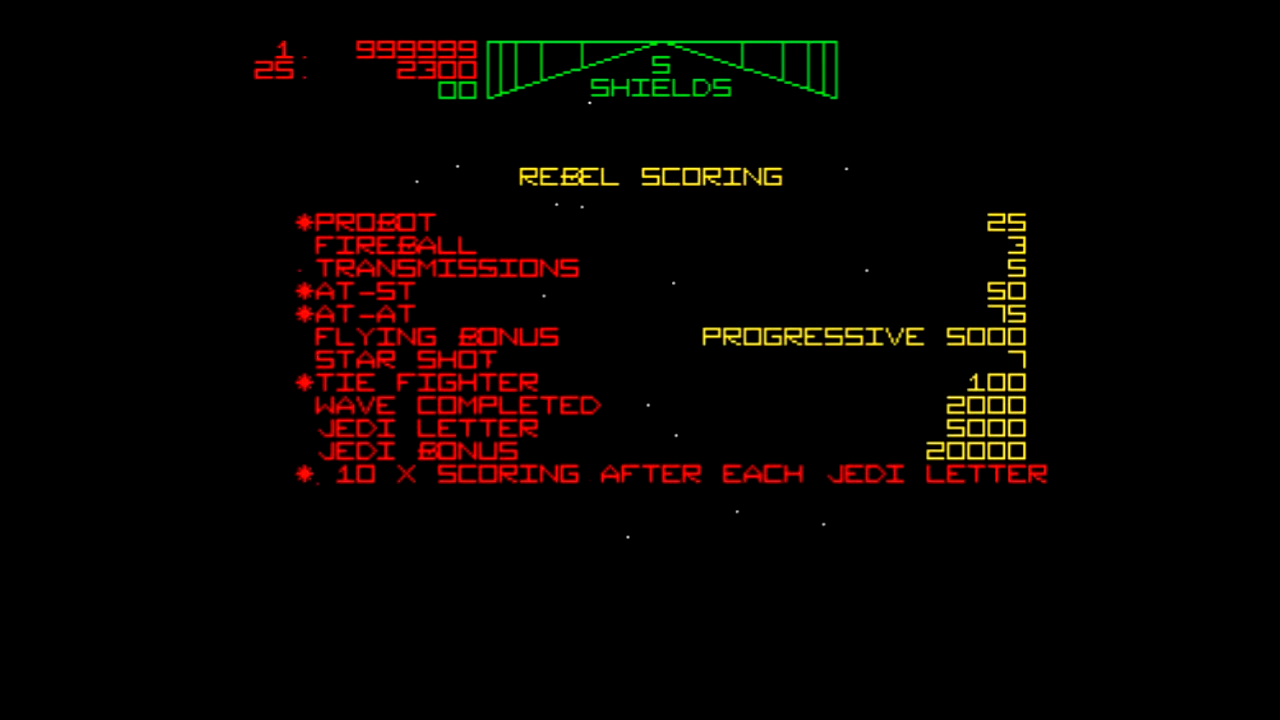 1. 999999
25. 2300
00
5
SHIELDS
REBEL SCORING
*PROBOT 25
FIREBALL 3
TRANSMISSIONS 5
*AT-ST 50
*AT-AT 75
FLYING BONUS PROGRESSIVE 5000
STAR SHOT 7
*TIE FIGHTER 100
WAVE COMPLETED 2000
JEDI LETTER 5000
JEDI BONUS 20000
* 10 X SCORING AFTER EACH JEDI LETTER